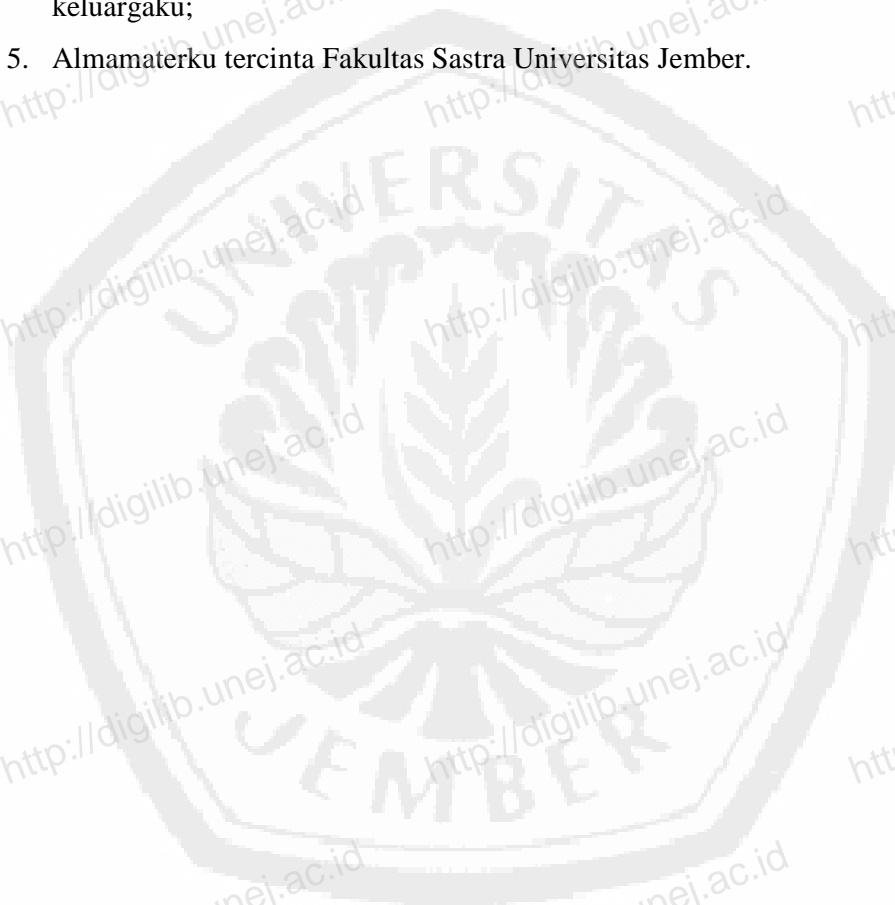 keluargaku;
5. Almamaterku tercinta Fakultas Sastra Universitas Jember.
http://digilib.unej.ac.id
http://digilib.unej.ac.id
UNIVERSITAS
http://digilib.unej.ac.id
http://digilib.unej.ac.id
http://digilib.unej.ac.id
http://digilib.unej.ac.id
http://digilib.unej.ac.id
http://digilib.unej.ac.id
JEMBER